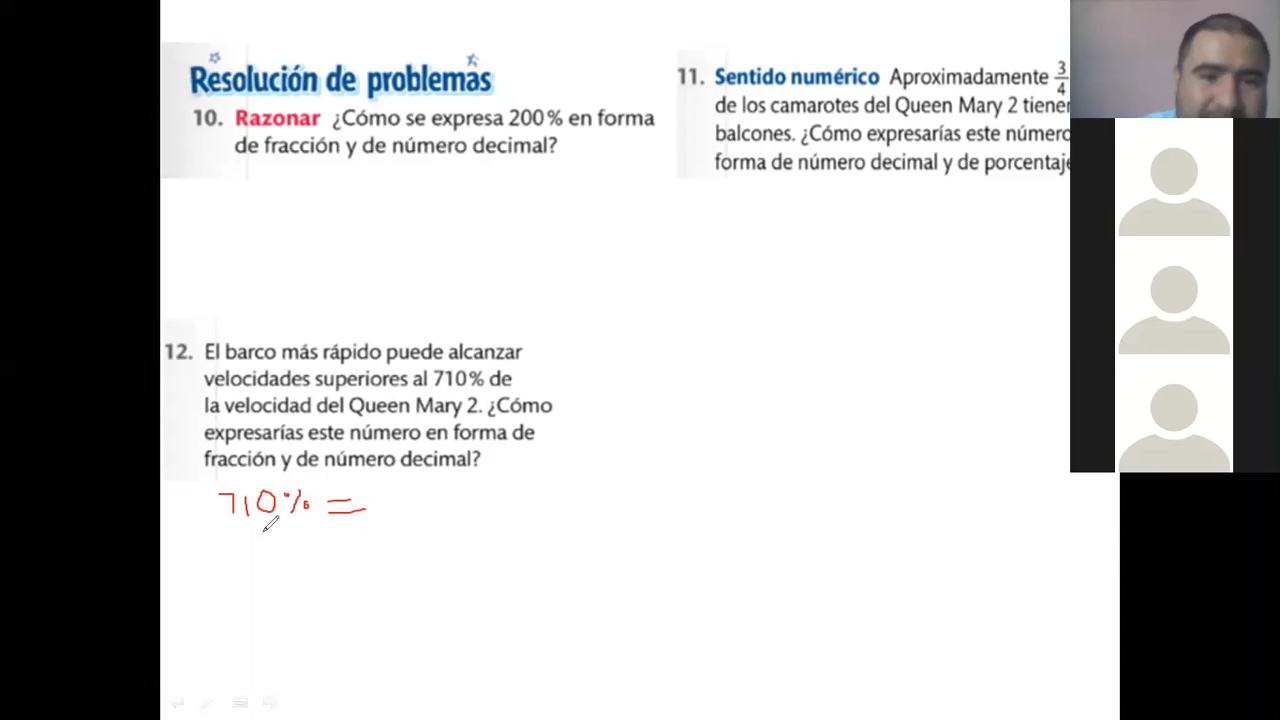 Resolución de problemas
10. Razonar ¿Cómo se expresa 200% en forma
de fracción y de número decimal?
11. Sentido numérico Aproximadamente 3/4
de los camarotes del Queen Mary 2 tiener
balcones. ¿Cómo expresarías este número
forma de número decimal y de porcentaje
12. El barco más rápido puede alcanzar
velocidades superiores al 710% de
la velocidad del Queen Mary 2. ¿Cómo
expresarías este número en forma de
fracción y de número decimal?
710% =